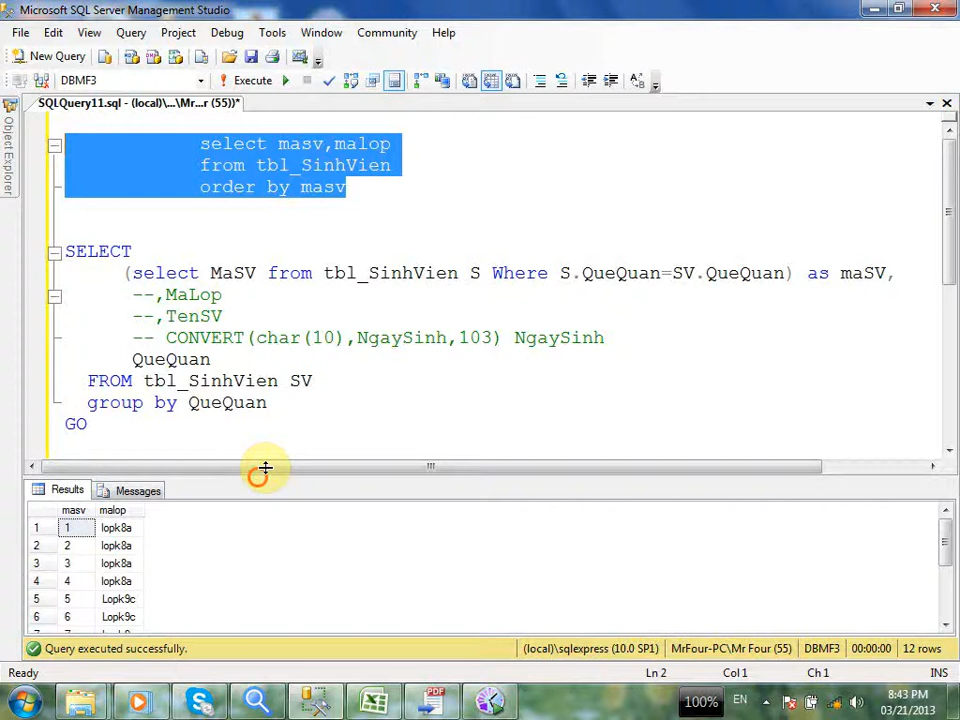 Microsoft SQL Server Management Studio
File Edit View Query Project Debug Tools Window Community Help
New Query
DBMF3 Execute
SQLQuery11.sql - (local)\...\Mr...r (55))*
Object Explorer
select masv,malop
from tbl_SinhVien
order by masv
SELECT
(select MaSV from tbl_SinhVien S Where S.QueQuan=SV.QueQuan) as maSV,
--,MaLop
--,TenSV
-- CONVERT(char(10),NgaySinh,103) NgaySinh
QueQuan
FROM tbl_SinhVien SV
group by QueQuan
GO
Results Messages
masv malop
1 1 lopk8a
2 2 lopk8a
3 3 lopk8a
4 4 lopk8a
5 5 Lopk9c
6 6 Lopk9c
Query executed successfully. (local)\sqlexpress (10.0 SP1) MrFour-PC\Mr Four (55) DBMF3 00:00:00 12 rows
Ready Ln 2 Col 1 Ch 1 INS
100% EN 8:43 PM
03/21/2013